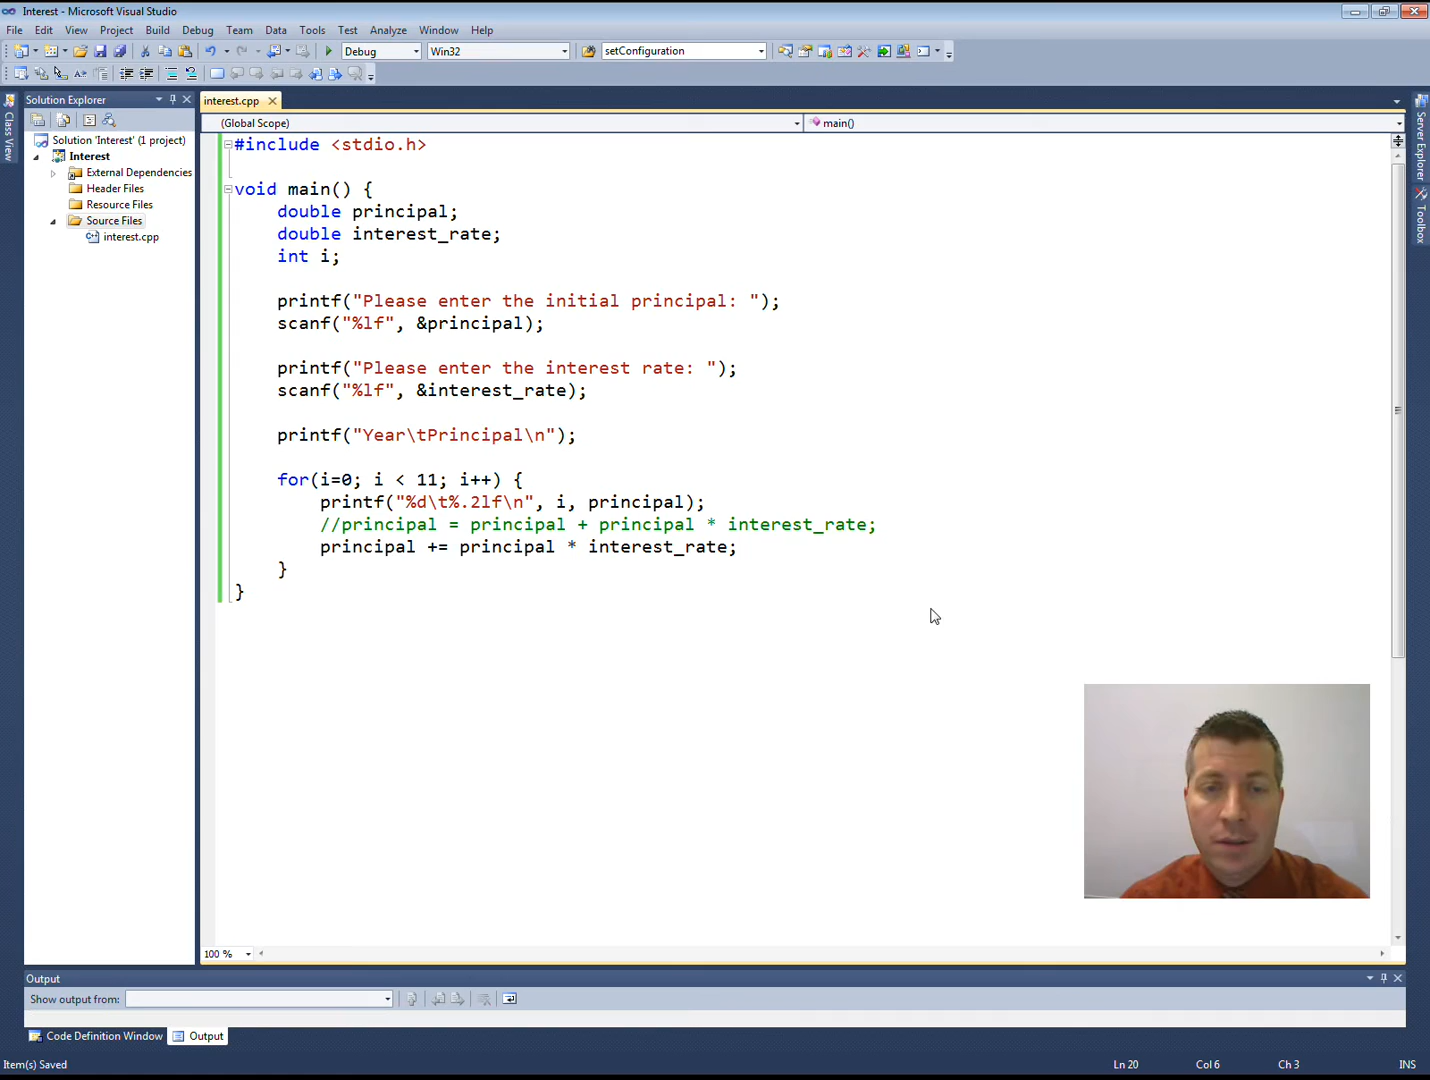 Interest - Microsoft Visual Studio
File Edit View Project Build Debug Team Data Tools Test Analyze Window Help
Debug Win32 setConfiguration
Solution Explorer
Solution 'Interest' (1 project)
Interest
External Dependencies
Header Files
Resource Files
Source Files
interest.cpp
Class View
interest.cpp
(Global Scope) main()
#include <stdio.h>
void main() {
double principal;
double interest_rate;
int i;
printf("Please enter the initial principal: ");
scanf("%lf", &principal);
printf("Please enter the interest rate: ");
scanf("%lf", &interest_rate);
printf("Year\tPrincipal\n");
for(i=0; i < 11; i++) {
printf("%d\t%.2lf\n", i, principal);
//principal = principal + principal * interest_rate;
principal += principal * interest_rate;
}
}
Server Explorer
Toolbox
100 %
Output
Show output from:
Code Definition Window Output
Item(s) Saved Ln 20 Col 6 Ch 3 INS